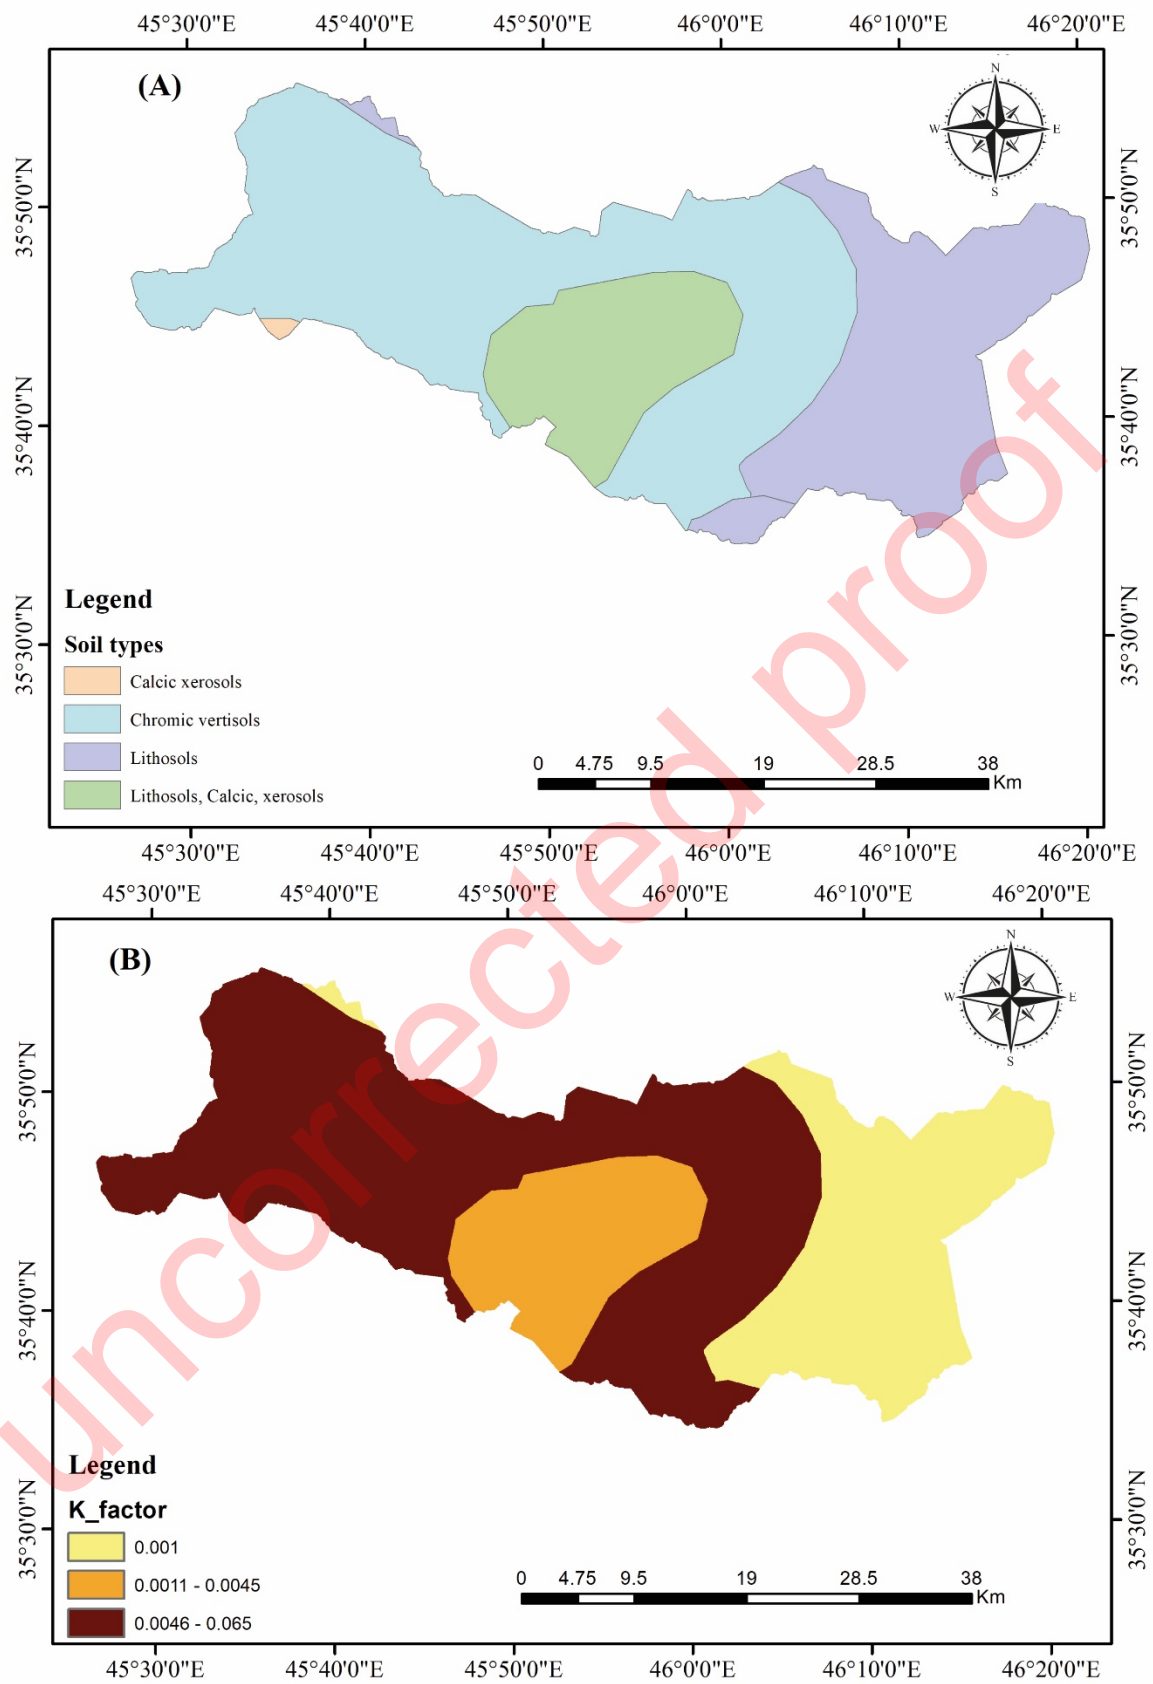 45°30'0"E 45°40'0"E 45°50'0"E 46°0'0"E 46°10'0"E 46°20'0"E
(A)
N
W E
S
35°50'0"N 35°50'0"N
35°40'0"N 35°40'0"N
35°30'0"N 35°30'0"N
Legend
Soil types
Calcic xerosols
Chromic vertisols
Lithosols
Lithosols, Calcic, xerosols
0 4.75 9.5 19 28.5 38
Km
45°30'0"E 45°40'0"E 45°50'0"E 46°0'0"E 46°10'0"E 46°20'0"E
45°30'0"E 45°40'0"E 45°50'0"E 46°0'0"E 46°10'0"E 46°20'0"E
(B)
N
W E
S
35°50'0"N 35°50'0"N
35°40'0"N 35°40'0"N
35°30'0"N 35°30'0"N
Legend
K_factor
0.001
0.0011 - 0.0045
0.0046 - 0.065
0 4.75 9.5 19 28.5 38
Km
45°30'0"E 45°40'0"E 45°50'0"E 46°0'0"E 46°10'0"E 46°20'0"E
uncorrected proof